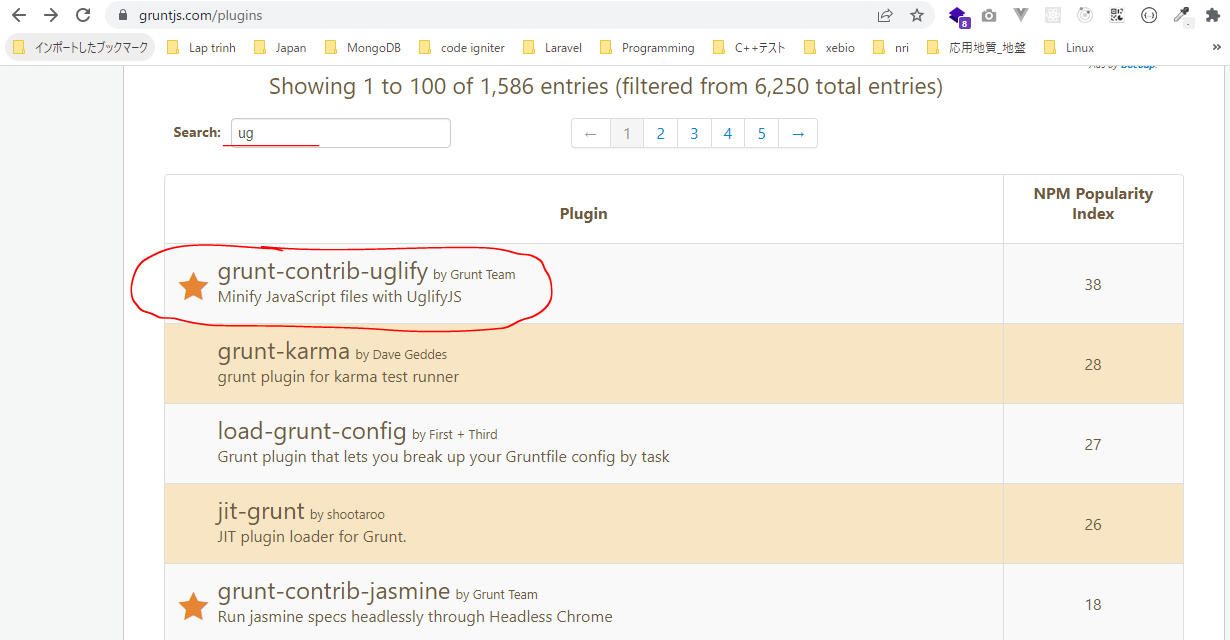 gruntjs.com/plugins
8
インポートしたブックマーク Lap trinh Japan MongoDB code igniter Laravel Programming C++テスト xebio nri 応用地質_地盤 Linux »
Ads by Bocoup.
Showing 1 to 100 of 1,586 entries (filtered from 6,250 total entries)
Search: ug ← 1 2 3 4 5 →
Plugin NPM Popularity Index
grunt-contrib-uglify by Grunt Team
Minify JavaScript files with UglifyJS
38
grunt-karma by Dave Geddes
grunt plugin for karma test runner
28
load-grunt-config by First + Third
Grunt plugin that lets you break up your Gruntfile config by task
27
jit-grunt by shootaroo
JIT plugin loader for Grunt.
26
grunt-contrib-jasmine by Grunt Team
Run jasmine specs headlessly through Headless Chrome
18